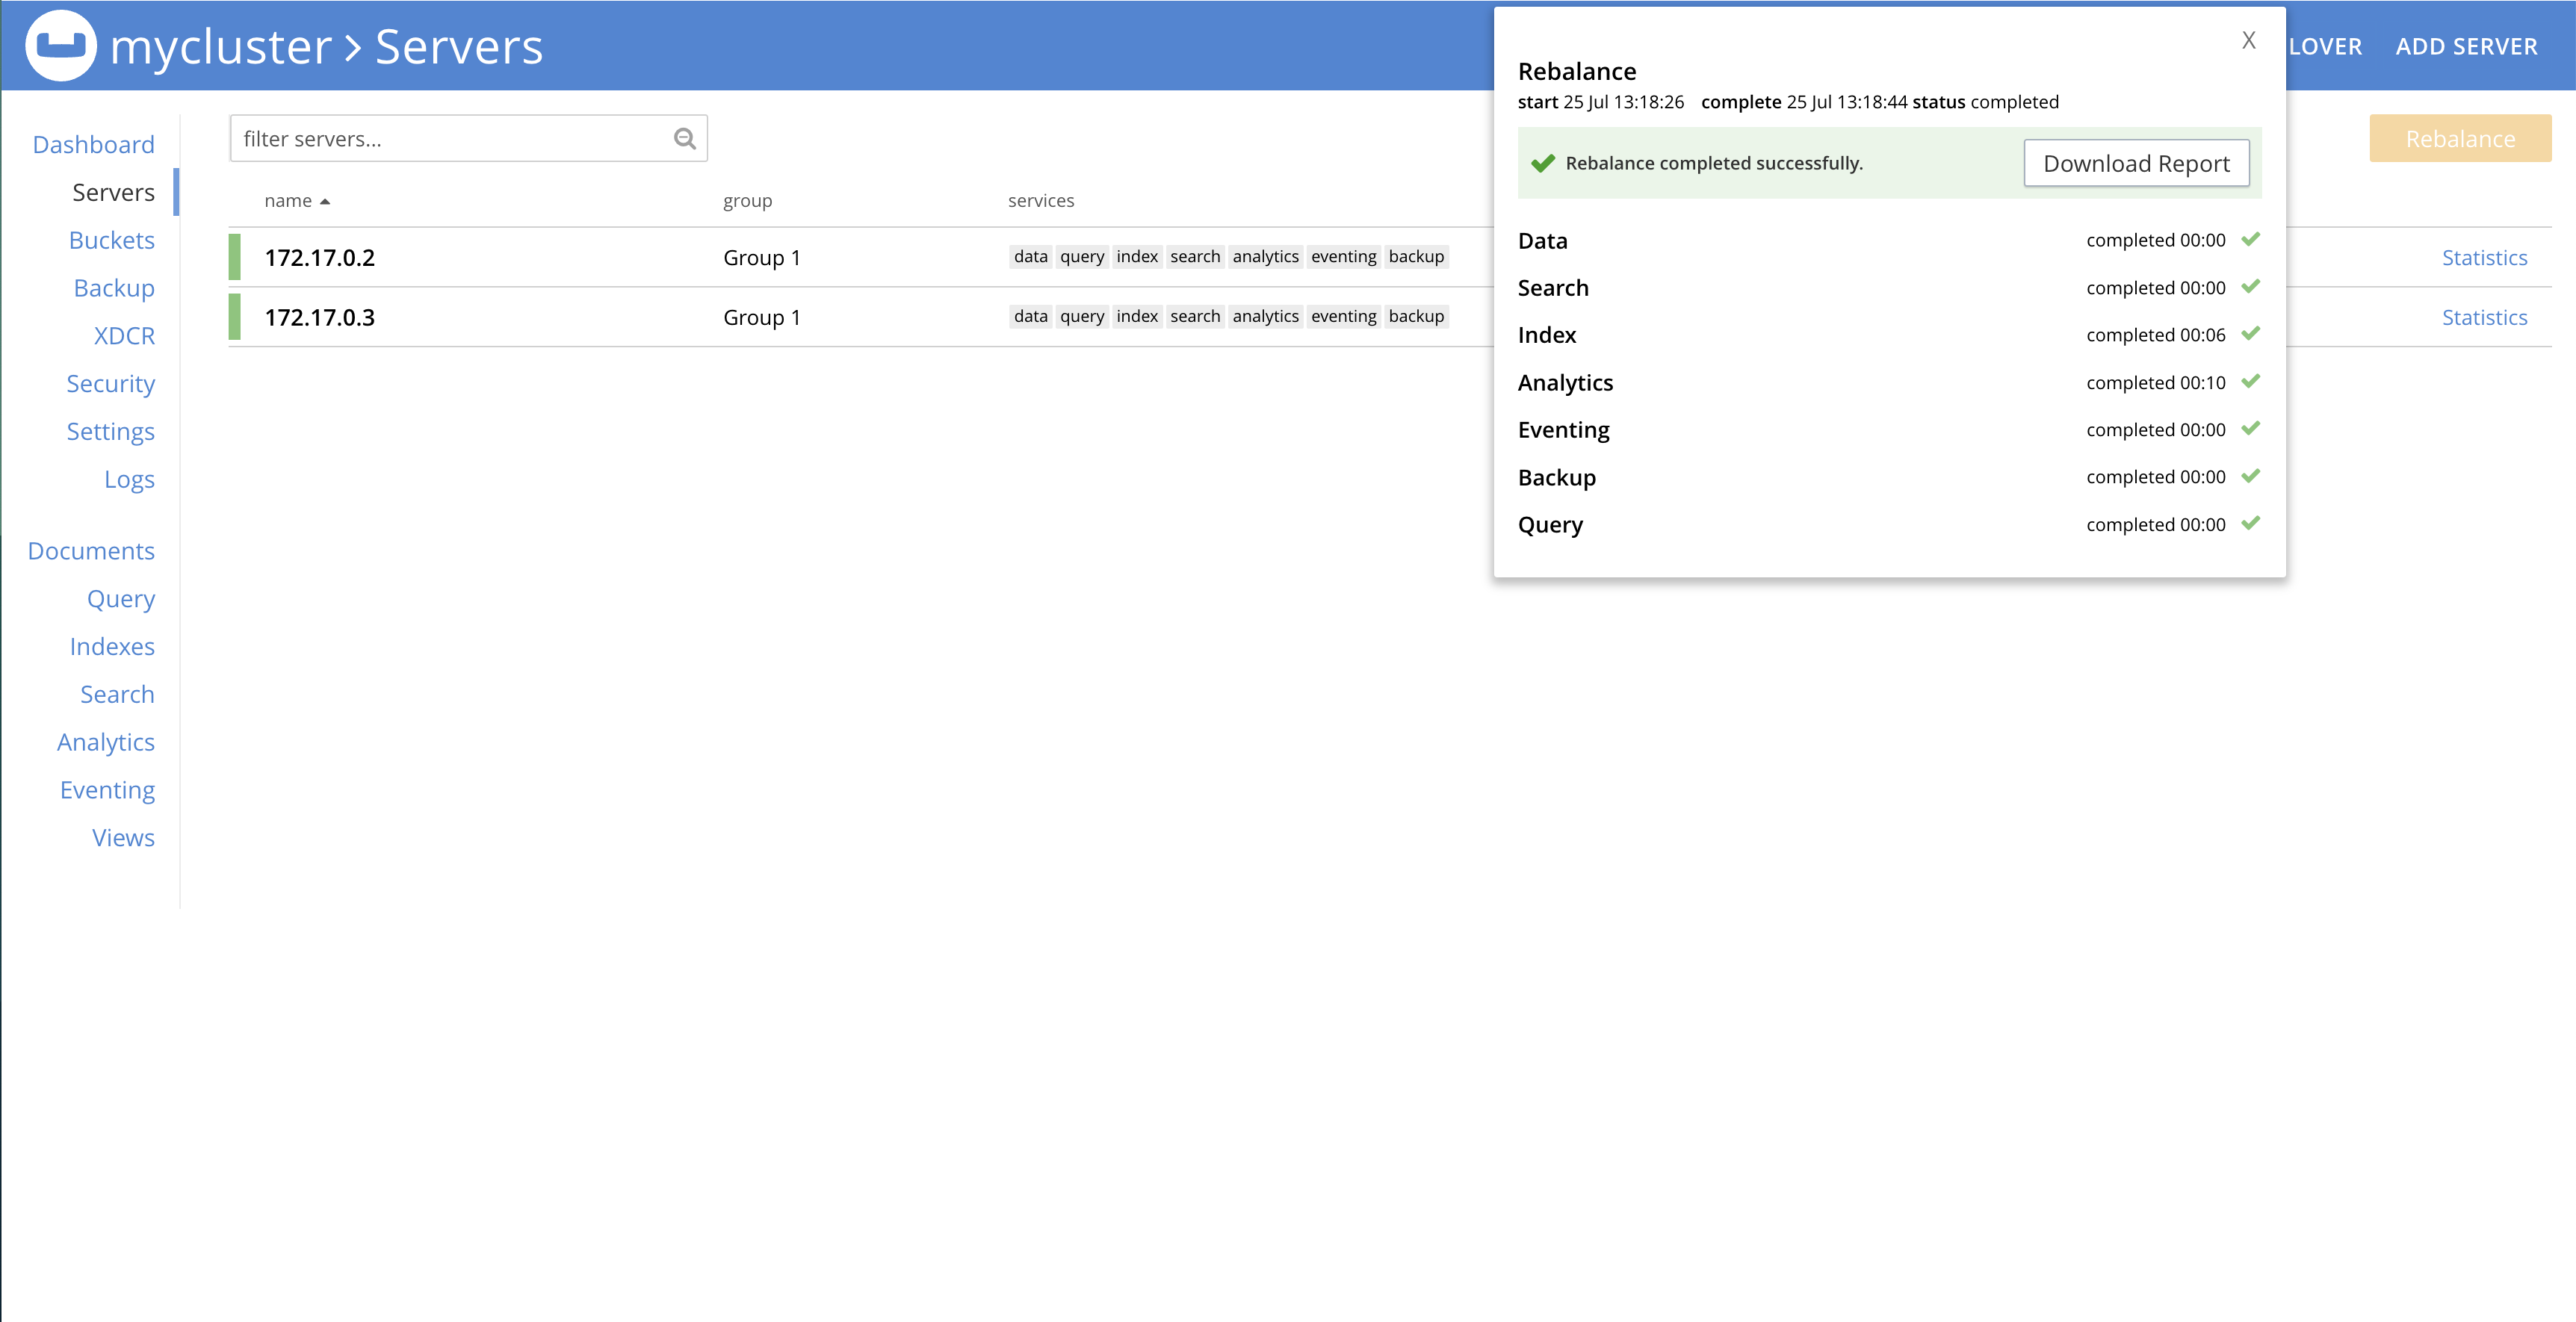 mycluster > Servers
LOVER ADD SERVER
Dashboard
Servers
Buckets
Backup
XDCR
Security
Settings
Logs
Documents
Query
Indexes
Search
Analytics
Eventing
Views
filter servers...
Rebalance
name group services
172.17.0.2 Group 1 data query index search analytics eventing backup Statistics
172.17.0.3 Group 1 data query index search analytics eventing backup Statistics
X
Rebalance
start 25 Jul 13:18:26 complete 25 Jul 13:18:44 status completed
Rebalance completed successfully. Download Report
Data completed 00:00
Search completed 00:00
Index completed 00:06
Analytics completed 00:10
Eventing completed 00:00
Backup completed 00:00
Query completed 00:00